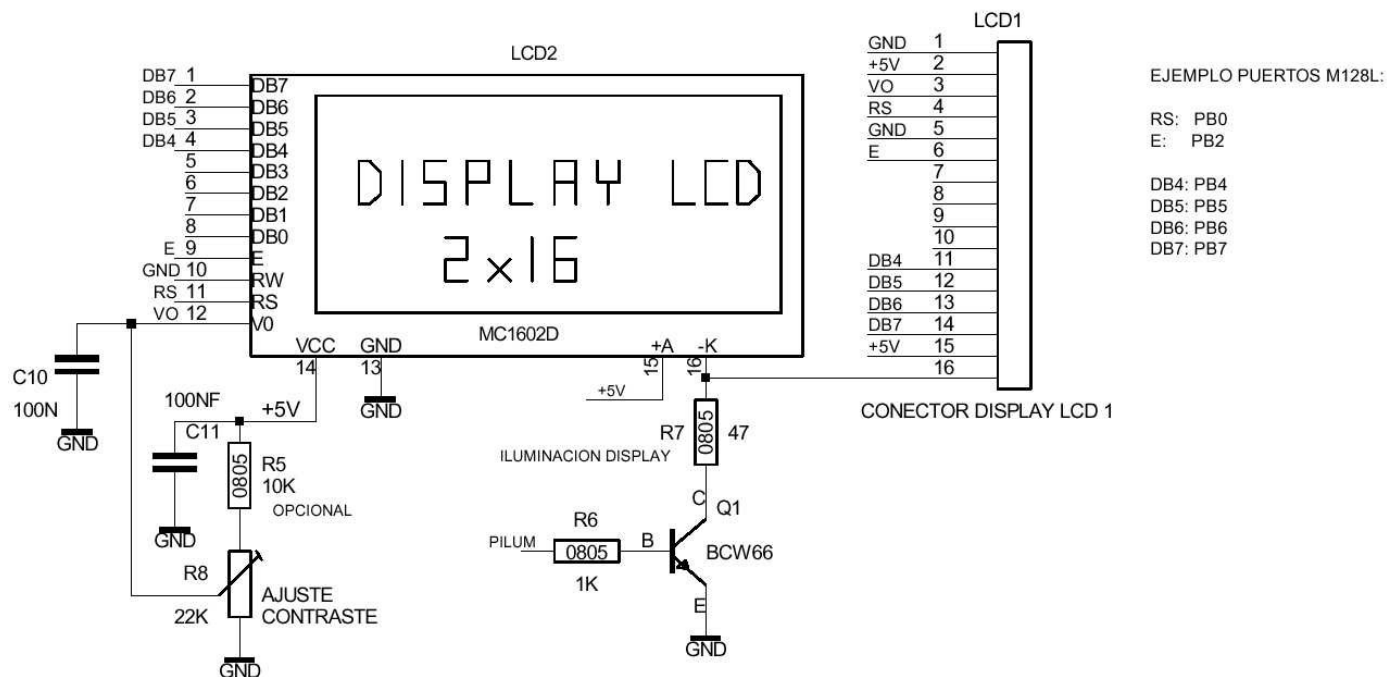 LCD2
DB7 1
DB6 2
DB5 3
DB4 4
5
6
7
8
E 9
GND 10
RS 11
VO 12
DB7
DB6
DB5
DB4
DB3
DB2
DB1
DB0
E
RW
RS
V0
DISPLAY LCD
2x16
MC1602D
VCC GND
14 13
+A -K
15 16
+5V
GND
C10
100N
GND
100NF
C11
+5V
GND
0805
R5
10K
OPCIONAL
R8
22K
AJUSTE
CONTRASTE
GND
R7 0805 47
ILUMINACION DISPLAY
PILUM
R6
0805
1K
B
C
E
Q1
BCW66
GND
LCD1
GND 1
+5V 2
VO 3
RS 4
GND 5
E 6
7
8
9
10
DB4 11
DB5 12
DB6 13
DB7 14
+5V 15
16
CONECTOR DISPLAY LCD 1
EJEMPLO PUERTOS M128L:
RS: PB0
E: PB2
DB4: PB4
DB5: PB5
DB6: PB6
DB7: PB7